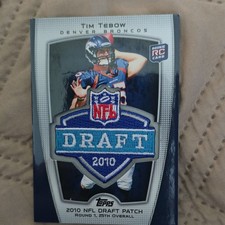 TIM TEBOW
DENVER BRONCOS
RC
NFL
DRAFT
2010
Topps
2010 NFL DRAFT PATCH
ROUND 1, 25TH OVERALL